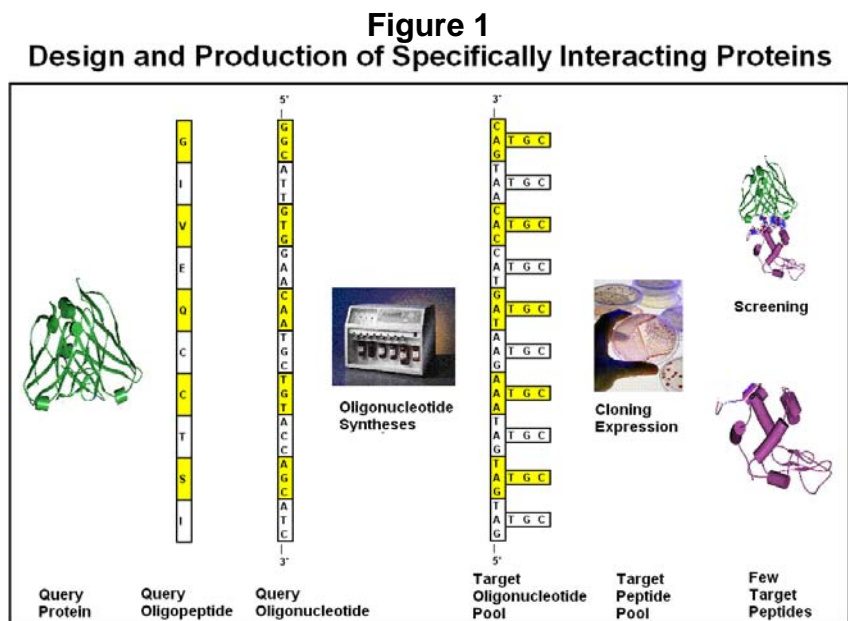 Figure 1
Design and Production of Specifically Interacting Proteins
G
I
V
E
Q
C
C
T
S
I
5'
G
G
C
A
T
T
G
T
G
G
A
A
C
A
A
T
G
C
T
G
T
A
C
C
A
G
C
A
T
C
3'
Oligonucleotide
Syntheses
3'
C
A T G C
G
T
A T G C
A
C
A T G C
C
C
A T G C
T
G
A T G C
T
A
A T G C
G
A
A T G C
A
T
A T G C
G
T
A T G C
G
T
A T G C
G
5'
Cloning
Expression
Screening
Query
Protein
Query
Oligopeptide
Query
Oligonucleotide
Target
Oligonucleotide
Pool
Target
Peptide
Pool
Few
Target
Peptides